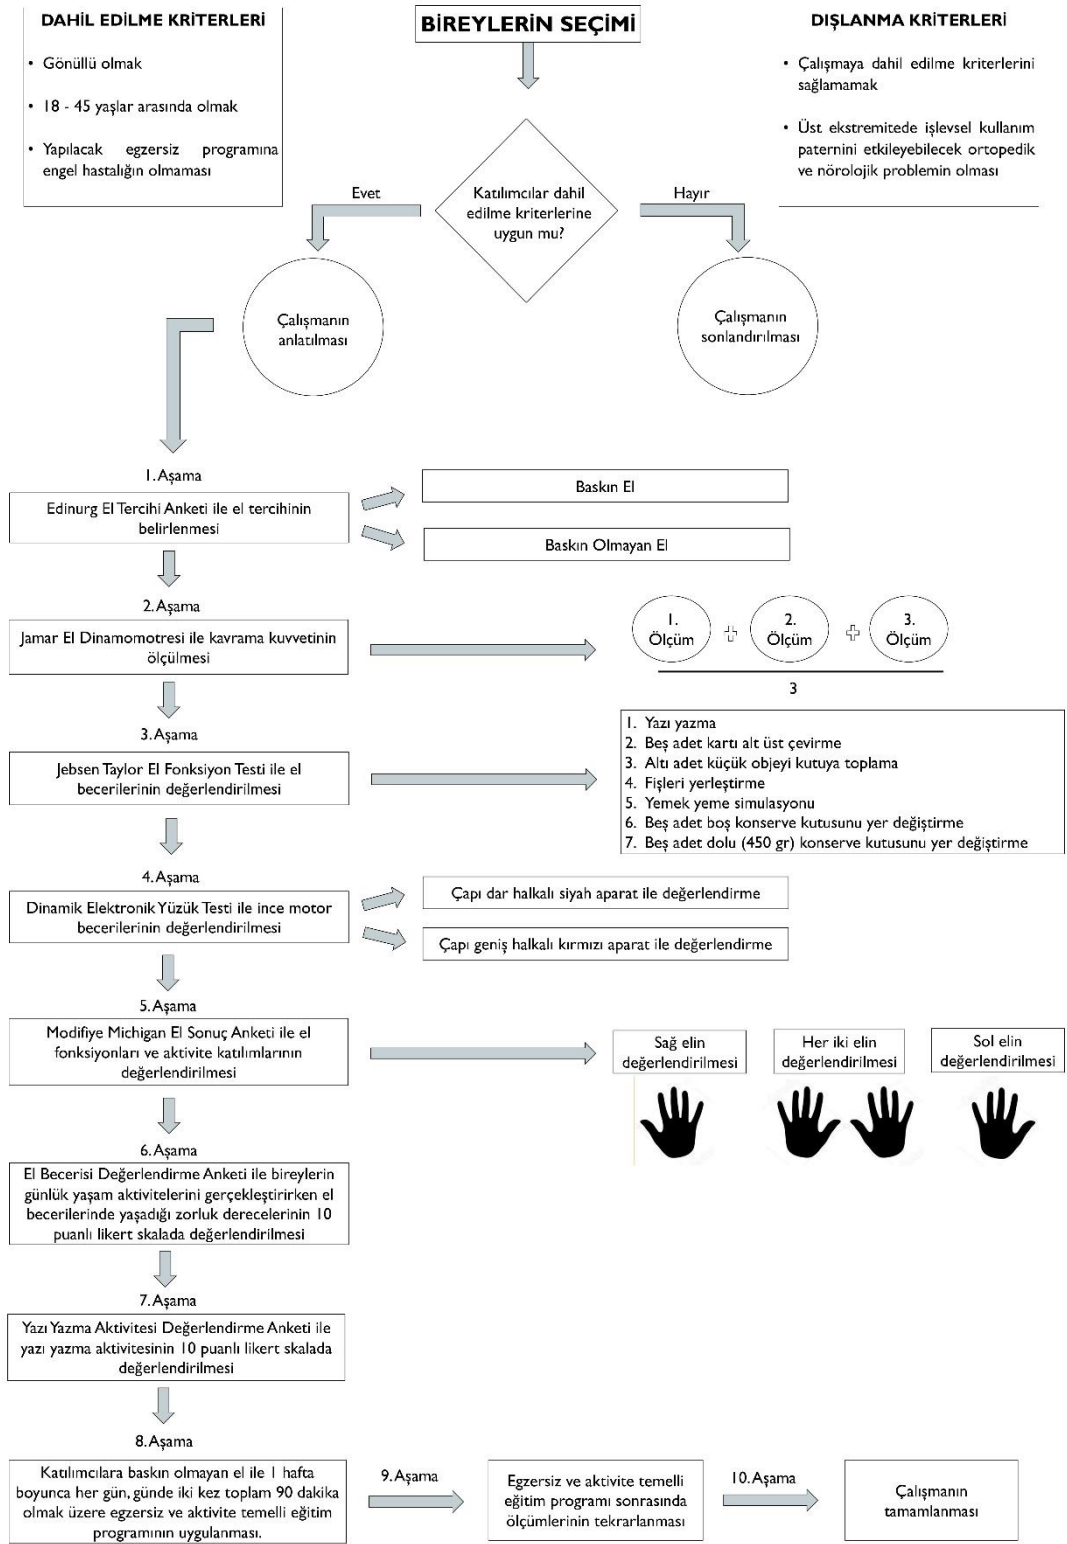 DAHİL EDİLME KRİTERLERİ
• Gönüllü olmak
• 18 - 45 yaşlar arasında olmak
• Yapılacak egzersiz programına
engel hastalığın olmaması
BİREYLERİN SEÇİMİ
DIŞLANMA KRİTERLERİ
• Çalışmaya dahil edilme kriterlerini
sağlamamak
• Üst ekstremitede işlevsel kullanım
paternini etkileyebilecek ortopedik
ve nörolojik problemin olması
Evet
Katılımcılar dahil
edilme kriterlerine
uygun mu?
Hayır
Çalışmanın
anlatılması
Çalışmanın
sonlandırılması
1. Aşama
Edinurg El Tercihi Anketi ile el tercihinin
belirlenmesi
Baskın El
Baskın Olmayan El
2. Aşama
Jamar El Dinamomotresi ile kavrama kuvvetinin
ölçülmesi
1.
Ölçüm
+
2.
Ölçüm
+
3.
Ölçüm
3
3. Aşama
Jebsen Taylor El Fonksiyon Testi ile el
becerilerinin değerlendirilmesi
1. Yazı yazma
2. Beş adet kartı alt üst çevirme
3. Altı adet küçük objeyi kutuya toplama
4. Fişleri yerleştirme
5. Yemek yeme simulasyonu
6. Beş adet boş konserve kutusunu yer değiştirme
7. Beş adet dolu (450 gr) konserve kutusunu yer değiştirme
4. Aşama
Dinamik Elektronik Yüzük Testi ile ince motor
becerilerinin değerlendirilmesi
Çapı dar halkalı siyah aparat ile değerlendirme
Çapı geniş halkalı kırmızı aparat ile değerlendirme
5. Aşama
Modifiye Michigan El Sonuç Anketi ile el
fonksiyonları ve aktivite katılımlarının
değerlendirilmesi
Sağ elin
değerlendirilmesi
Her iki elin
değerlendirilmesi
Sol elin
değerlendirilmesi
6. Aşama
El Becerisi Değerlendirme Anketi ile bireylerin
günlük yaşam aktivitelerini gerçekleştirirken el
becerilerinde yaşadığı zorluk derecelerinin 10
puanlı likert skalada değerlendirilmesi
7. Aşama
Yazı Yazma Aktivitesi Değerlendirme Anketi ile
yazı yazma aktivitesinin 10 puanlı likert skalada
değerlendirilmesi
8. Aşama
Katılımcılara baskın olmayan el ile 1 hafta
boyunca her gün, günde iki kez toplam 90 dakika
olmak üzere egzersiz ve aktivite temelli eğitim
programının uygulanması.
9. Aşama
Egzersiz ve aktivite temelli
eğitim programı sonrasında
ölçümlerinin tekrarlanması
10. Aşama
Çalışmanın
tamamlanması